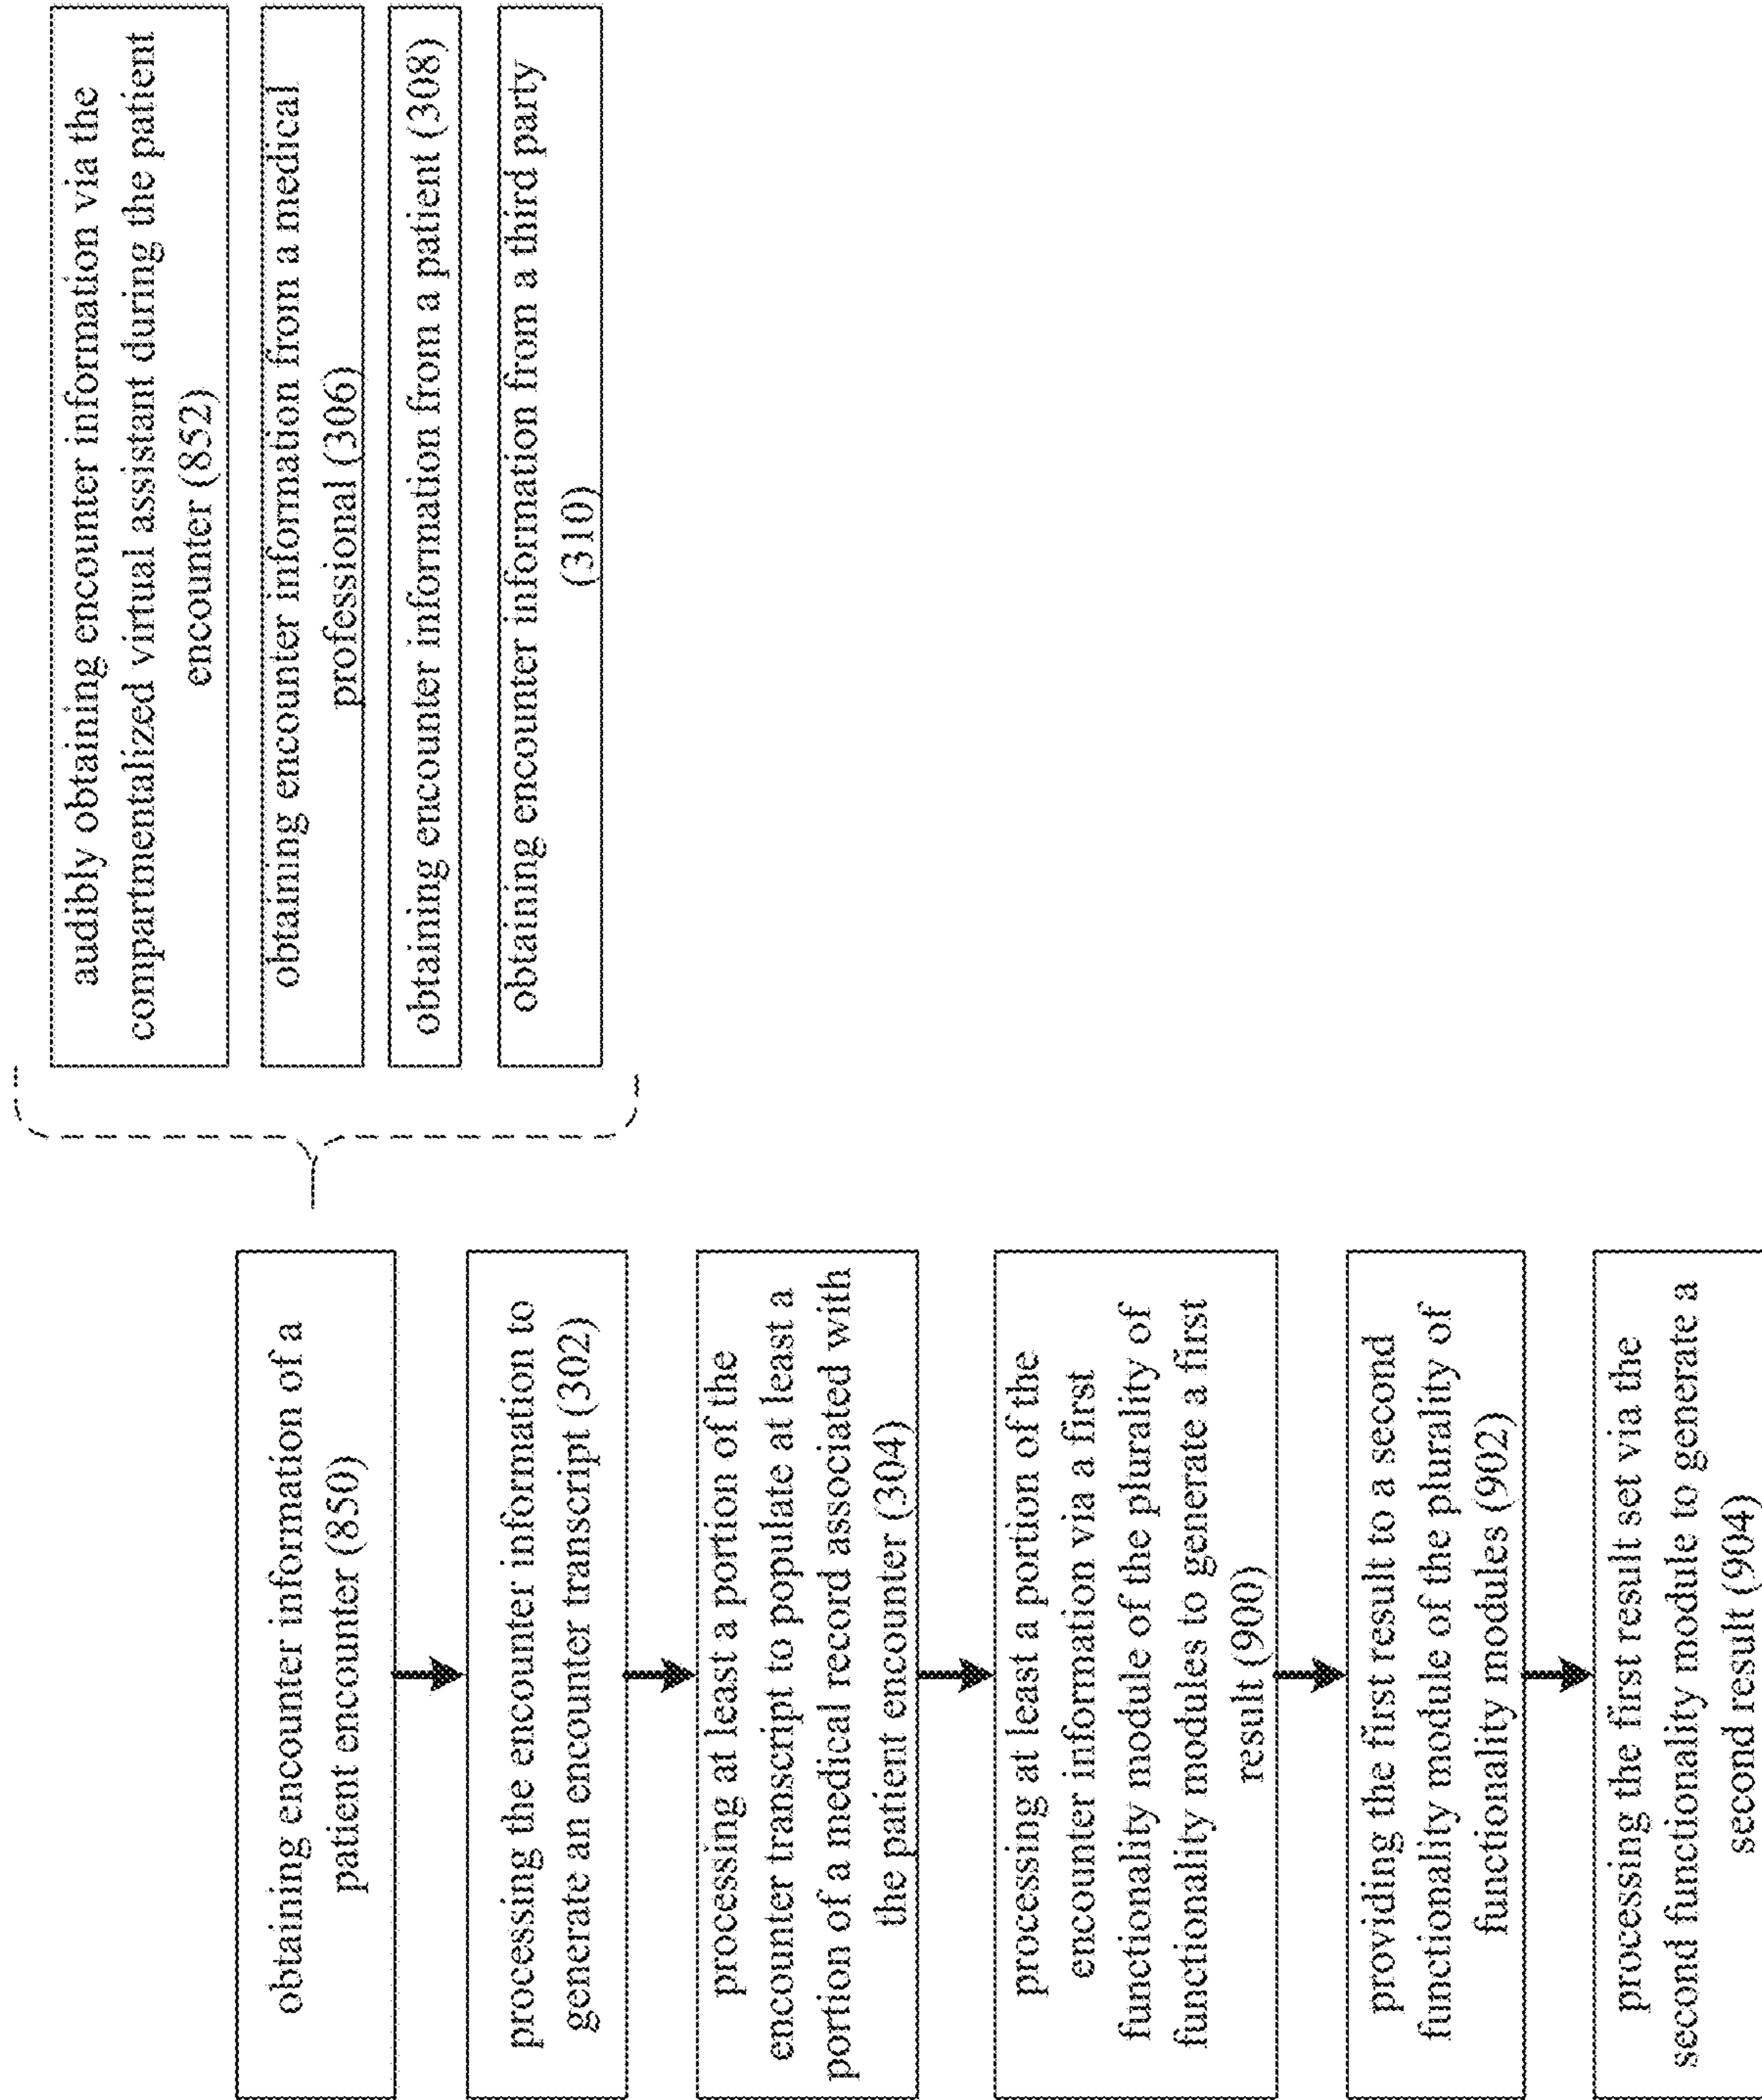 obtaining encounter information of a
patient encounter (850)
processing the encounter information to
generate an encounter transcript (302)
processing at least a portion of the
encounter transcript to populate at least a
portion of a medical record associated with
the patient encounter (304)
processing at least a portion of the
encounter information via a first
functionality module of the plurality of
functionality modules to generate a first
result (900)
providing the first result to a second
functionality module of the plurality of
functionality modules (902)
processing the first result set via the
second functionality module to generate a
second result (904)
audibly obtaining encounter information via the
compartmentalized virtual assistant during the patient
encounter (852)
obtaining encounter information from a medical
professional (306)
obtaining encounter information from a patient (308)
obtaining encounter information from a third party
(310)